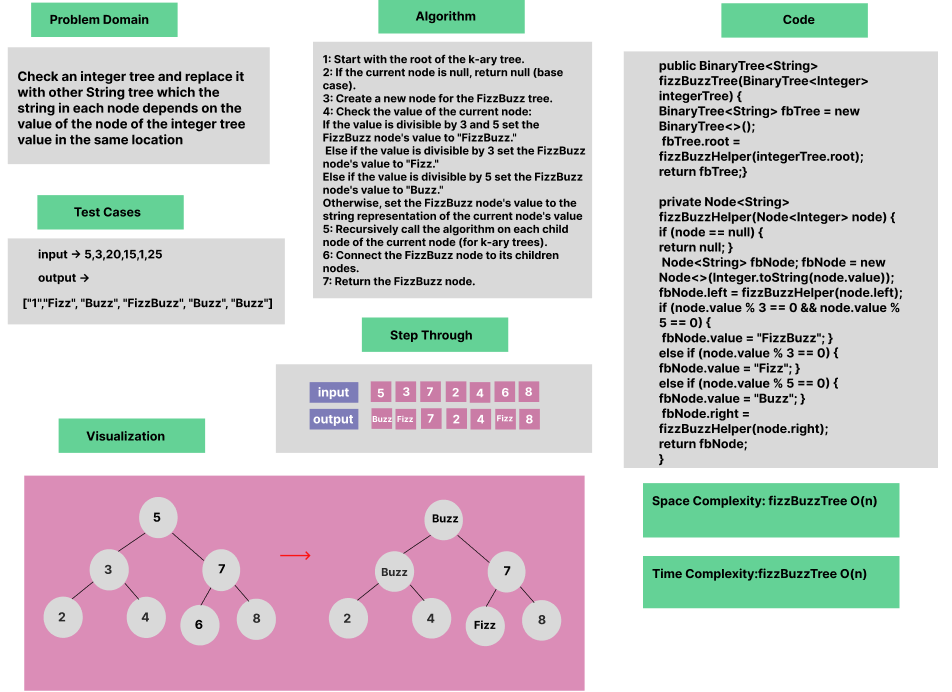 Problem Domain
Check an integer tree and replace it
with other String tree which the
string in each node depends on the
value of the node of the integer tree
value in the same location
Test Cases
input -> 5,3,20,15,1,25
output ->
["1","Fizz", "Buzz", "FizzBuzz", "Buzz", "Buzz"]
Algorithm
1: Start with the root of the k-ary tree.
2: If the current node is null, return null (base
case).
3: Create a new node for the FizzBuzz tree.
4: Check the value of the current node:
If the value is divisible by 3 and 5 set the
FizzBuzz node's value to "FizzBuzz."
Else if the value is divisible by 3 set the FizzBuzz
node's value to "Fizz."
Else if the value is divisible by 5 set the FizzBuzz
node's value to "Buzz."
Otherwise, set the FizzBuzz node's value to the
string representation of the current node's value
5: Recursively call the algorithm on each child
node of the current node (for k-ary trees).
6: Connect the FizzBuzz node to its children
nodes.
7: Return the FizzBuzz node.
Step Through
input 5 3 7 2 4 6 8
output Buzz Fizz 7 2 4 Fizz 8
Visualization
5
3 7
2 4 6 8
Buzz
Buzz 7
2 4 Fizz 8
Code
public BinaryTree<String>
fizzBuzzTree(BinaryTree<Integer>
integerTree) {
BinaryTree<String> fbTree = new
BinaryTree<>();
fbTree.root =
fizzBuzzHelper(integerTree.root);
return fbTree;}
private Node<String>
fizzBuzzHelper(Node<Integer> node) {
if (node == null) {
return null; }
Node<String> fbNode; fbNode = new
Node<>(Integer.toString(node.value));
fbNode.left = fizzBuzzHelper(node.left);
if (node.value % 3 == 0 && node.value %
5 == 0) {
fbNode.value = "FizzBuzz"; }
else if (node.value % 3 == 0) {
fbNode.value = "Fizz"; }
else if (node.value % 5 == 0) {
fbNode.value = "Buzz"; }
fbNode.right =
fizzBuzzHelper(node.right);
return fbNode;
}
Space Complexity: fizzBuzzTree O(n)
Time Complexity:fizzBuzzTree O(n)